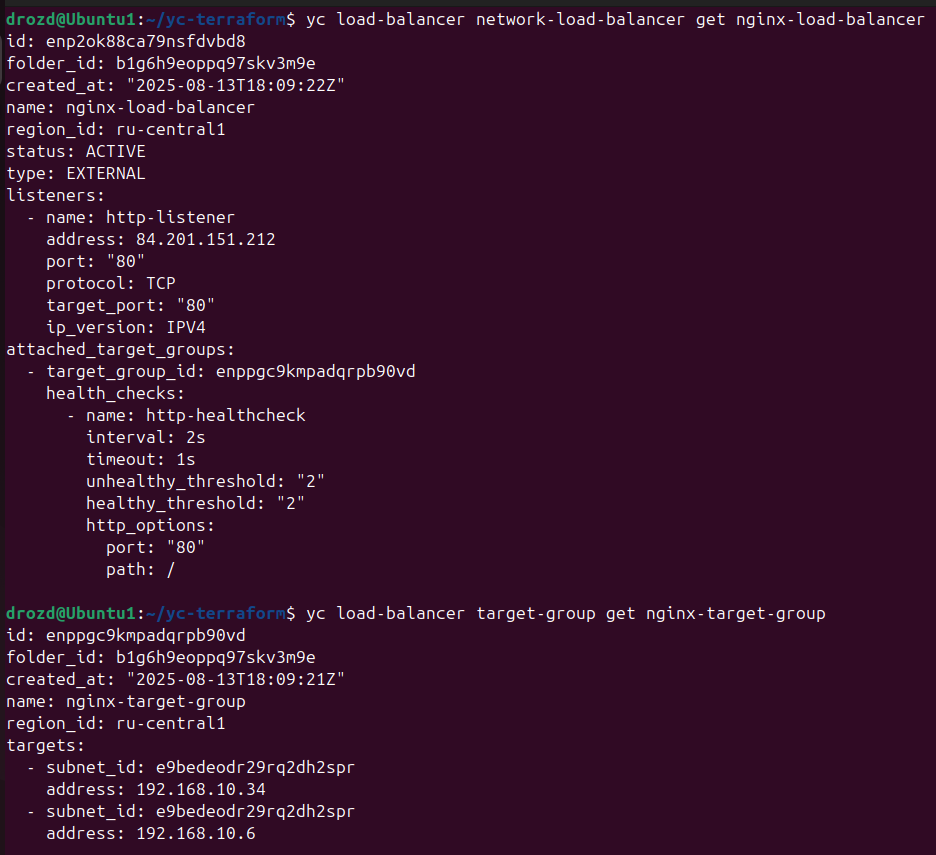 drozd@Ubuntu1:~/yc-terraform$ yc load-balancer network-load-balancer get nginx-load-balancer
id: enp2ok88ca79nsfdvbd8
folder_id: b1g6h9eoppq97skv3m9e
created_at: "2025-08-13T18:09:22Z"
name: nginx-load-balancer
region_id: ru-central1
status: ACTIVE
type: EXTERNAL
listeners:
  - name: http-listener
    address: 84.201.151.212
    port: "80"
    protocol: TCP
    target_port: "80"
    ip_version: IPV4
attached_target_groups:
  - target_group_id: enppgc9kmpadqrpb90vd
    health_checks:
      - name: http-healthcheck
        interval: 2s
        timeout: 1s
        unhealthy_threshold: "2"
        healthy_threshold: "2"
        http_options:
          port: "80"
          path: /
drozd@Ubuntu1:~/yc-terraform$ yc load-balancer target-group get nginx-target-group
id: enppgc9kmpadqrpb90vd
folder_id: b1g6h9eoppq97skv3m9e
created_at: "2025-08-13T18:09:21Z"
name: nginx-target-group
region_id: ru-central1
targets:
  - subnet_id: e9bedeodr29rq2dh2spr
    address: 192.168.10.34
  - subnet_id: e9bedeodr29rq2dh2spr
    address: 192.168.10.6